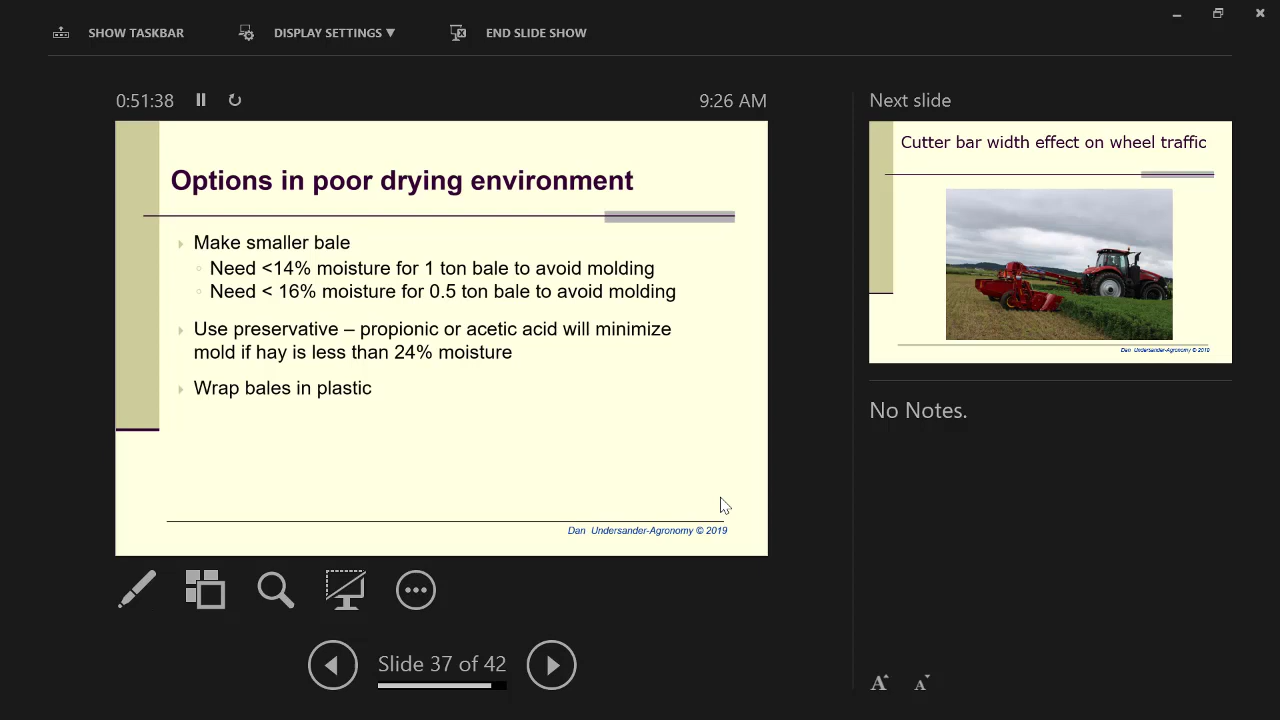 SHOW TASKBAR
DISPLAY SETTINGS ▼
END SLIDE SHOW
0:51:38
9:26 AM
Options in poor drying environment
Make smaller bale
Need <14% moisture for 1 ton bale to avoid molding
Need < 16% moisture for 0.5 ton bale to avoid molding
Use preservative – propionic or acetic acid will minimize
mold if hay is less than 24% moisture
Wrap bales in plastic
Dan Undersander-Agronomy © 2019
Slide 37 of 42
Next slide
Cutter bar width effect on wheel traffic
Dan Undersander-Agronomy © 2019
No Notes.
A A